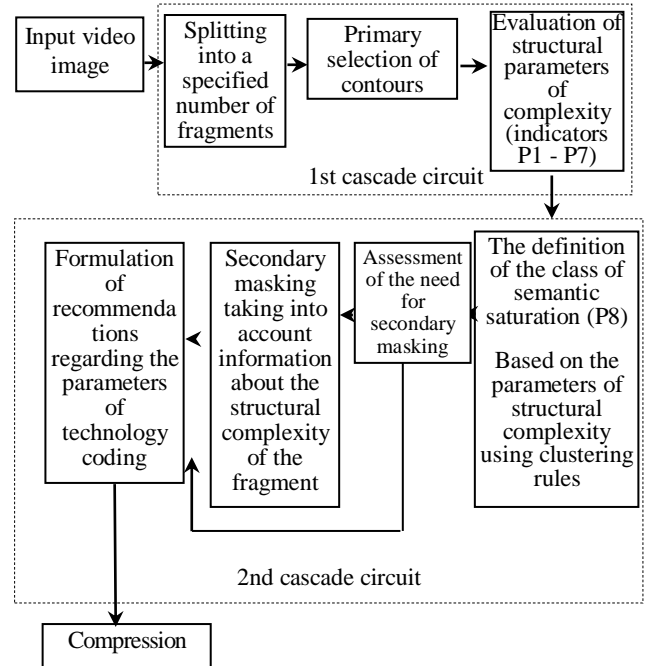 Input video
image
Splitting
into a
specified
number of
fragments
Primary
selection of
contours
Evaluation of
structural
parameters
of
complexity
(indicators
P1 - P7)
1st cascade circuit
The definition
of the class of
semantic
saturation (P8)
Based on the
parameters of
structural
complexity
using clustering
rules
Assessment
of the need
for
secondary
masking
Secondary
masking
taking into
account
information
about the
structural
complexity
of the
fragment
Formulation
of
recommenda
tions
regarding the
parameters
of
technology
coding
2nd cascade circuit
Compression